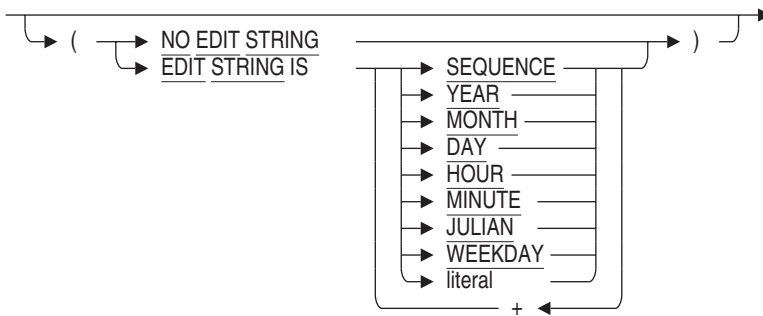 ( NO EDIT STRING )
EDIT STRING IS SEQUENCE
YEAR
MONTH
DAY
HOUR
MINUTE
JULIAN
WEEKDAY
literal
+